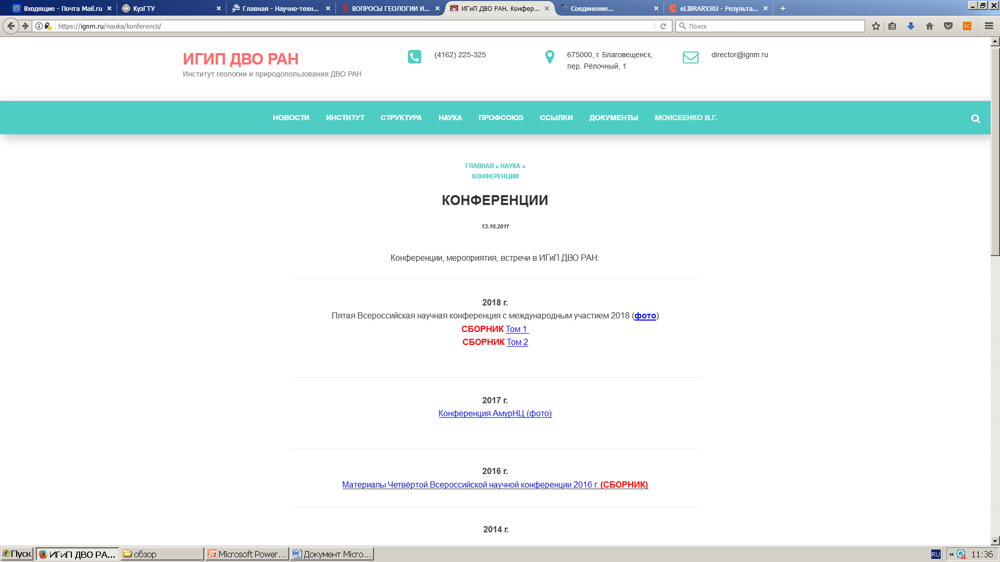 Входящие - Почта Mail.ru
КузГТУ
Главная - Научно-техн...
ВОПРОСЫ ГЕОЛОГИИ И...
ИГиП ДВО РАН. Конфер...
Соединение...
eLIBRARY.RU - Результа...
https://ignm.ru/nauka/konferencii/
Поиск
SC
ИГИП ДВО РАН
Институт геологии и природопользования ДВО РАН
(4162) 225-325
675000, г. Благовещенск,
пер. Рёлочный, 1
director@ignm.ru
НОВОСТИ ИНСТИТУТ СТРУКТУРА НАУКА ПРОФСОЮЗ ССЫЛКИ ДОКУМЕНТЫ МОИСЕЕНКО В.Г.
ГЛАВНАЯ » НАУКА »
КОНФЕРЕНЦИИ
КОНФЕРЕНЦИИ
13.10.2011
Конференции, мероприятия, встречи в ИГиП ДВО РАН:
2018 г.
Пятая Всероссийская научная конференция с международным участием 2018 (фото)
СБОРНИК Том 1
СБОРНИК Том 2
2017 г.
Конференция АмурНЦ (фото)
2016 г.
Материалы Четвёртой Всероссийской научной конференции 2016 г. (СБОРНИК)
2014 г.
Пуск
ИГиП ДВО РА...
обзор
Microsoft Power...
Документ Micro...
RU
« 11:36